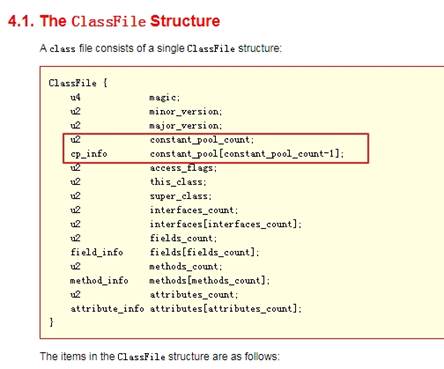 4.1. The ClassFile Structure
A class file consists of a single ClassFile structure:
ClassFile {
u4 magic;
u2 minor_version;
u2 major_version;
u2 constant_pool_count;
cp_info constant_pool[constant_pool_count-1];
u2 access_flags;
u2 this_class;
u2 super_class;
u2 interfaces_count;
u2 interfaces[interfaces_count];
u2 fields_count;
field_info fields[fields_count];
u2 methods_count;
method_info methods[methods_count];
u2 attributes_count;
attribute_info attributes[attributes_count];
}
The items in the ClassFile structure are as follows: